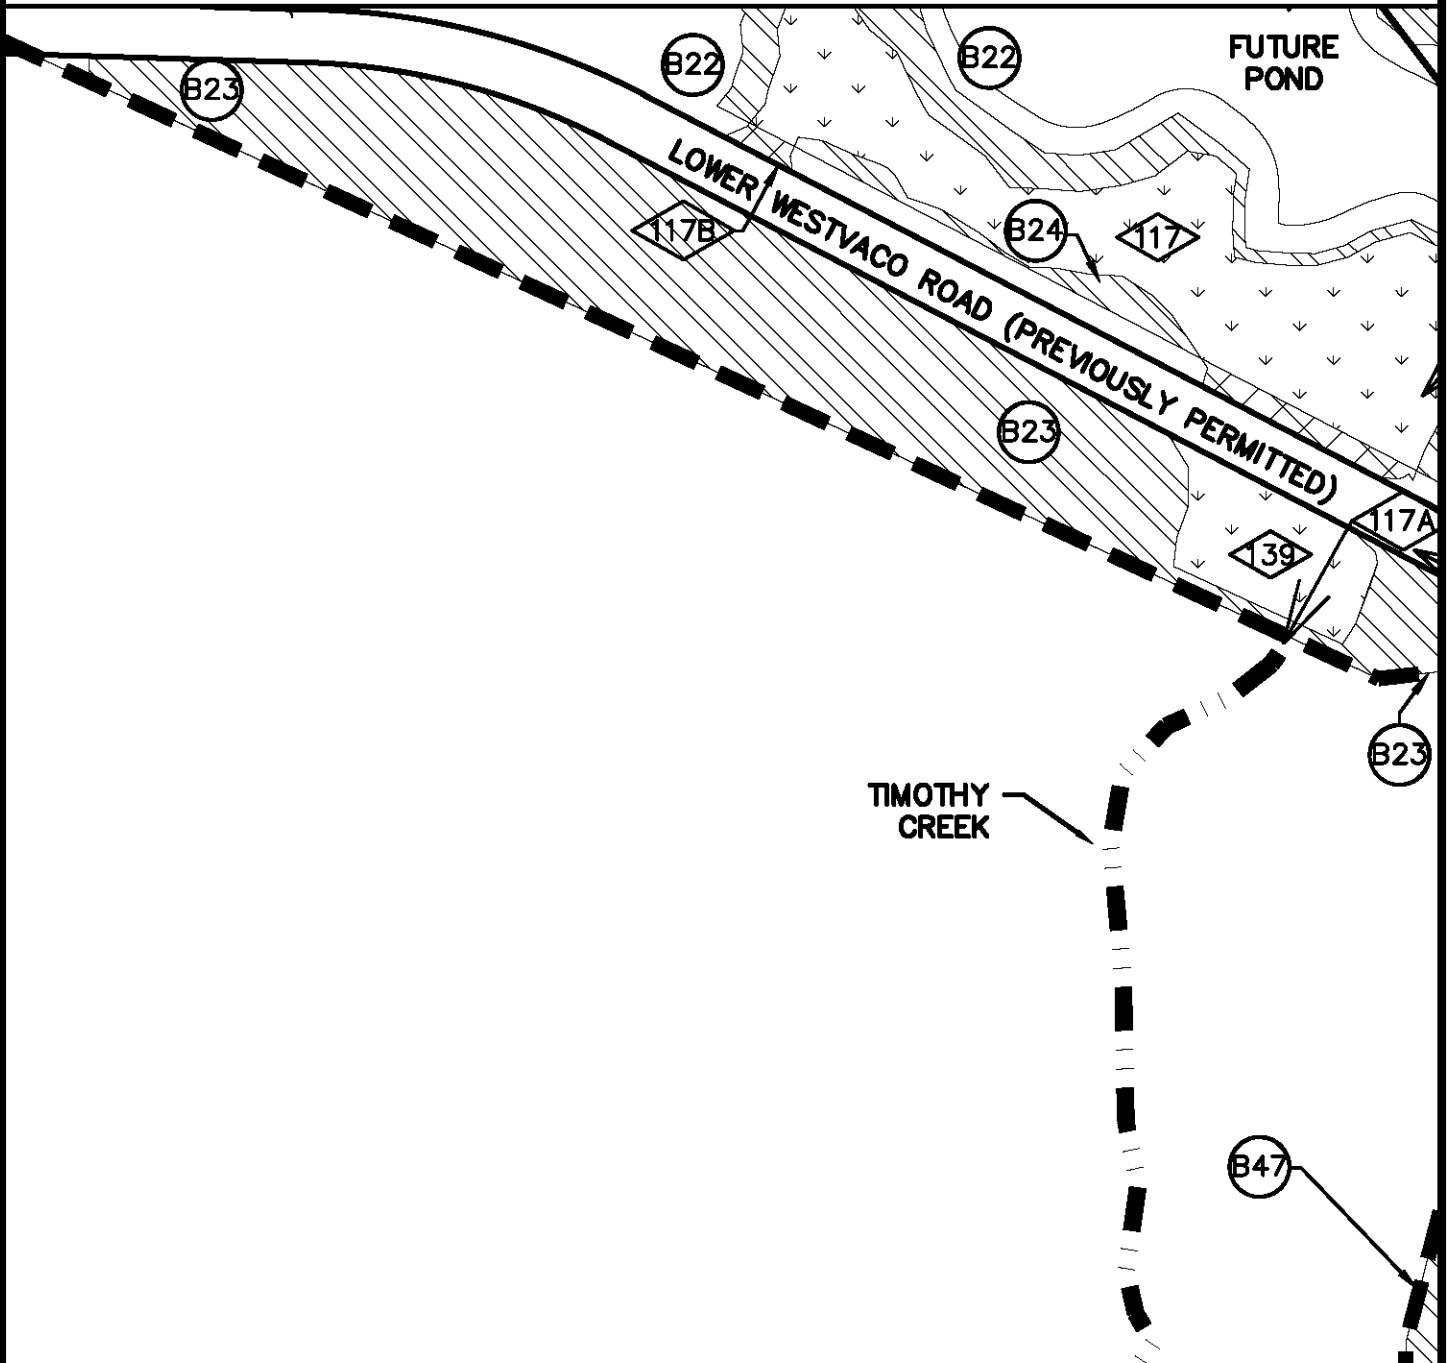 FUTURE
POND
B22
B22
B23
LOWER WESTVACO ROAD (PREVIOUSLY PERMITTED)
117B
B24
117
B23
117A
139
B23
TIMOTHY
CREEK
B47